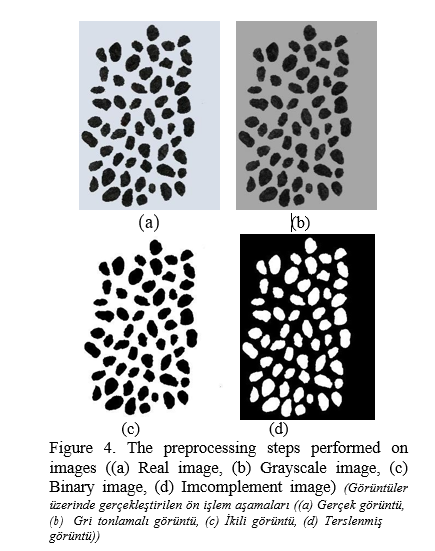 (a) (b)
(c) (d)
Figure 4. The preprocessing steps performed on
images ((a) Real image, (b) Grayscale image, (c)
Binary image, (d) Imcomplement image) (Görüntüler
üzerinde gerçekleştirilen ön işlem aşamaları ((a) Gerçek görüntü,
(b) Gri tonlamalı görüntü, (c) İkili görüntü, (d) Terslenmiş
görüntü))